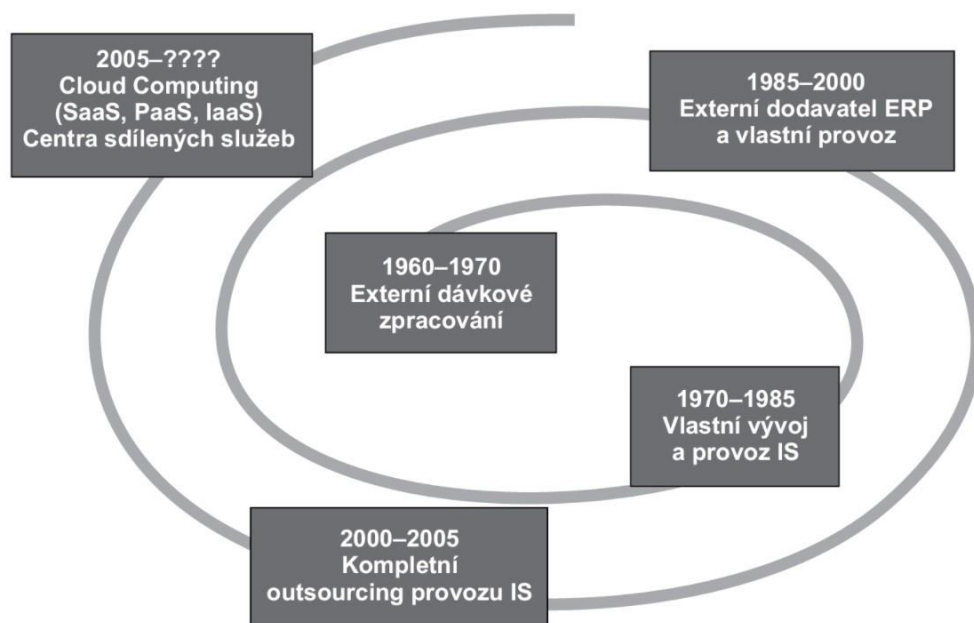 2005–????
Cloud Computing
(SaaS, PaaS, IaaS)
Centra sdílených služeb
1985–2000
Externí dodavatel ERP
a vlastní provoz
1960–1970
Externí dávkové
zpracování
1970–1985
Vlastní vývoj
a provoz IS
2000–2005
Kompletní
outsourcing provozu IS